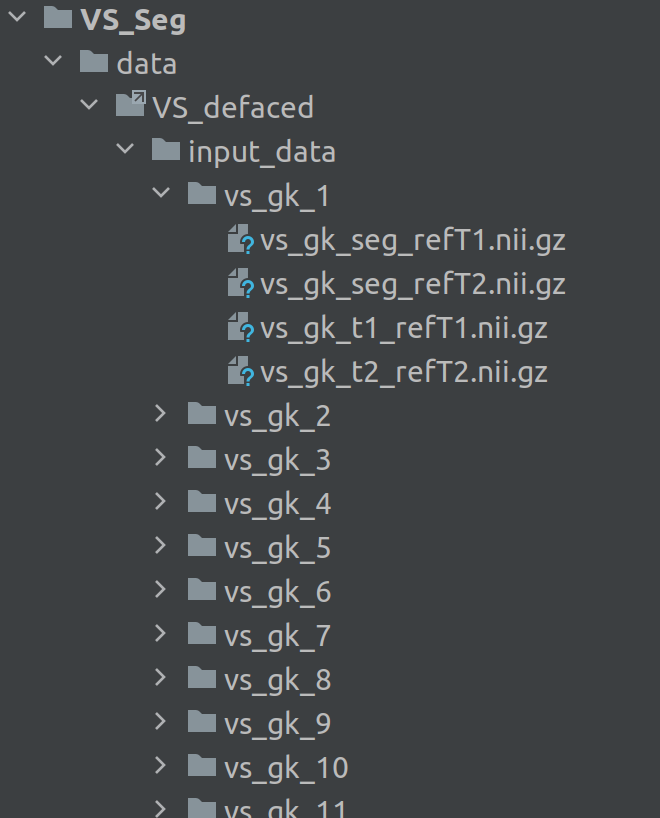 VS_Seg
data
VS_defaced
input_data
vs_gk_1
vs_gk_seg_refT1.nii.gz
vs_gk_seg_refT2.nii.gz
vs_gk_t1_refT1.nii.gz
vs_gk_t2_refT2.nii.gz
vs_gk_2
vs_gk_3
vs_gk_4
vs_gk_5
vs_gk_6
vs_gk_7
vs_gk_8
vs_gk_9
vs_gk_10
vs_gk_11